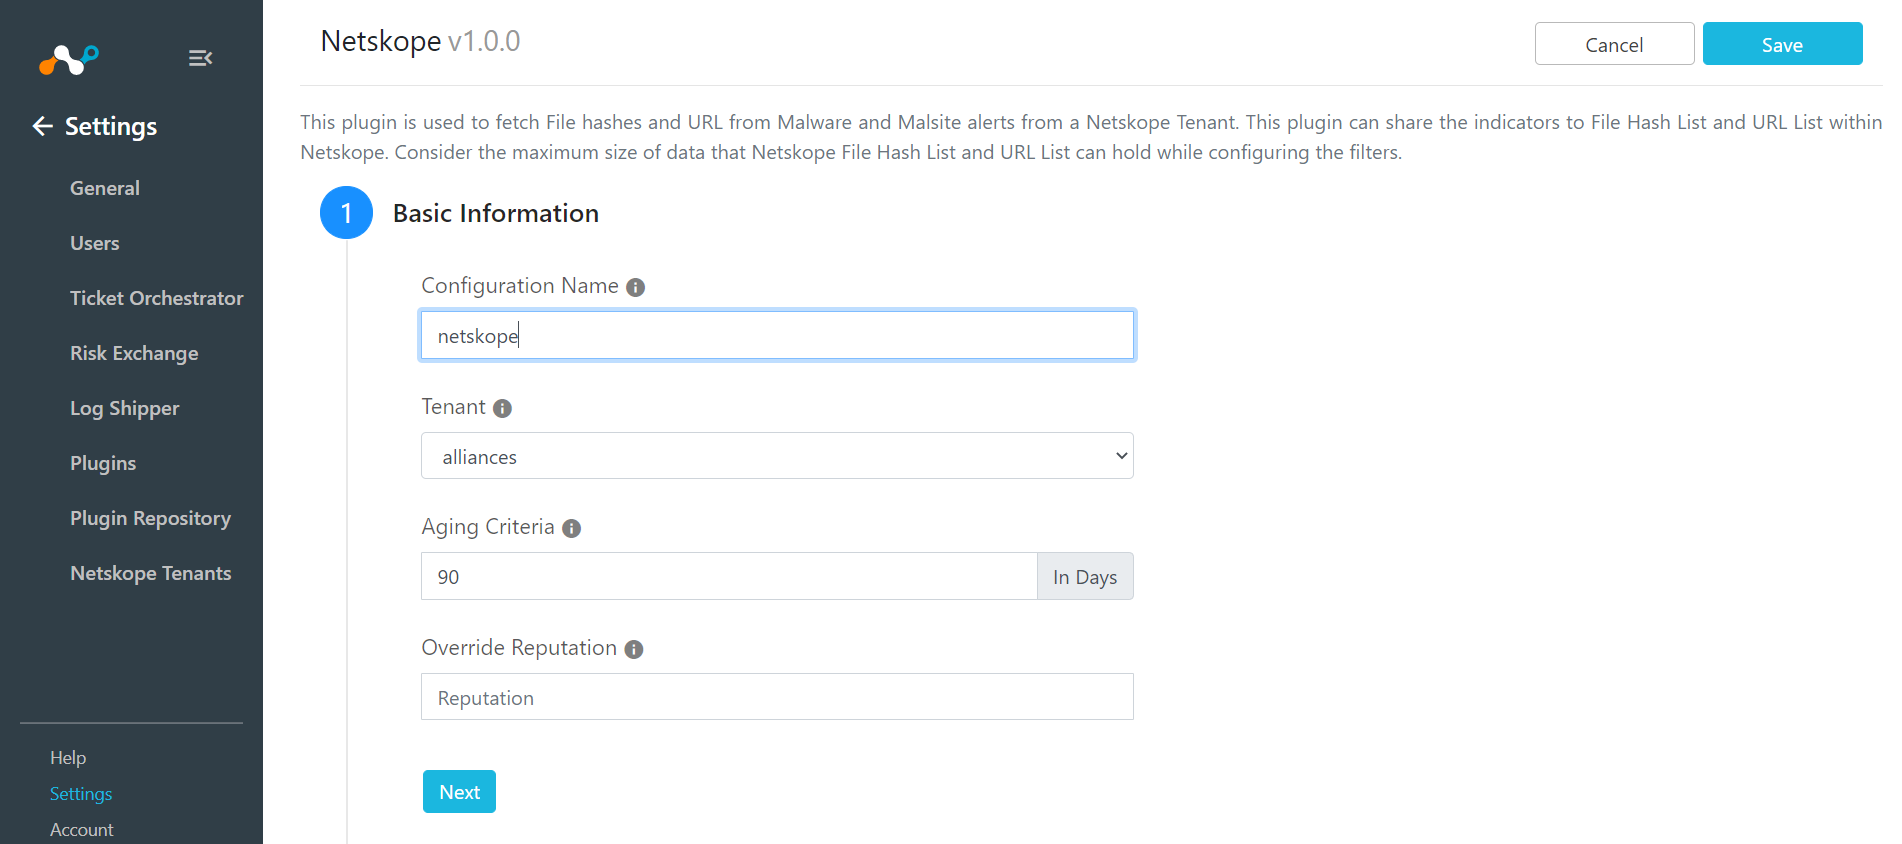 Settings
General
Users
Ticket Orchestrator
Risk Exchange
Log Shipper
Plugins
Plugin Repository
Netskope Tenants
Help
Settings
Account
Netskope v1.0.0
Cancel
Save
This plugin is used to fetch File hashes and URL from Malware and Malsite alerts from a Netskope Tenant. This plugin can share the indicators to File Hash List and URL List within
Netskope. Consider the maximum size of data that Netskope File Hash List and URL List can hold while configuring the filters.
1
Basic Information
Configuration Name
netskope
Tenant
alliances
Aging Criteria
90
In Days
Override Reputation
Reputation
Next